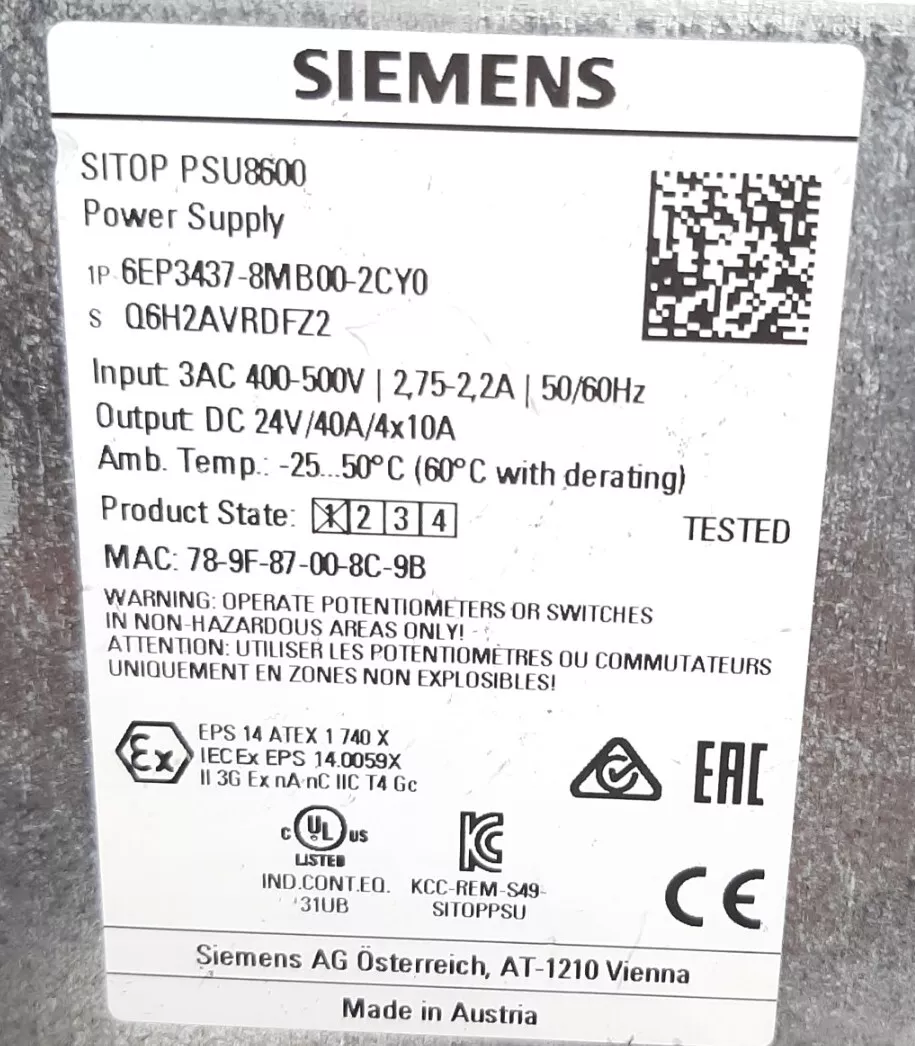 SIEMENS
SITOP PSU8600
Power Supply
1P 6EP3437-8MB00-2CY0
S Q6H2AVRDFZ2
Input: 3AC 400-500V | 2,75-2,2A | 50/60Hz
Output: DC 24V/40A/4x10A
Amb. Temp.: -25...50°C (60°C with derating)
Product State: 1 2 3 4
TESTED
MAC: 78-9F-87-00-8C-9B
WARNING: OPERATE POTENTIOMETERS OR SWITCHES
IN NON-HAZARDOUS AREAS ONLY!
ATTENTION: UTILISER LES POTENTIOMÈTRES OU COMMUTATEURS
UNIQUEMENT EN ZONES NON EXPLOSIBLES!
Ex
EPS 14 ATEX 1 740 X
IECEx EPS 14.0059X
II 3G Ex nA nC IIC T4 Gc
EAC
c UL us
LISTED
IND.CONT.EQ.
31UB
KC
KCC-REM-S49-
SITOPPSU
CE
Siemens AG Österreich, AT-1210 Vienna
Made in Austria